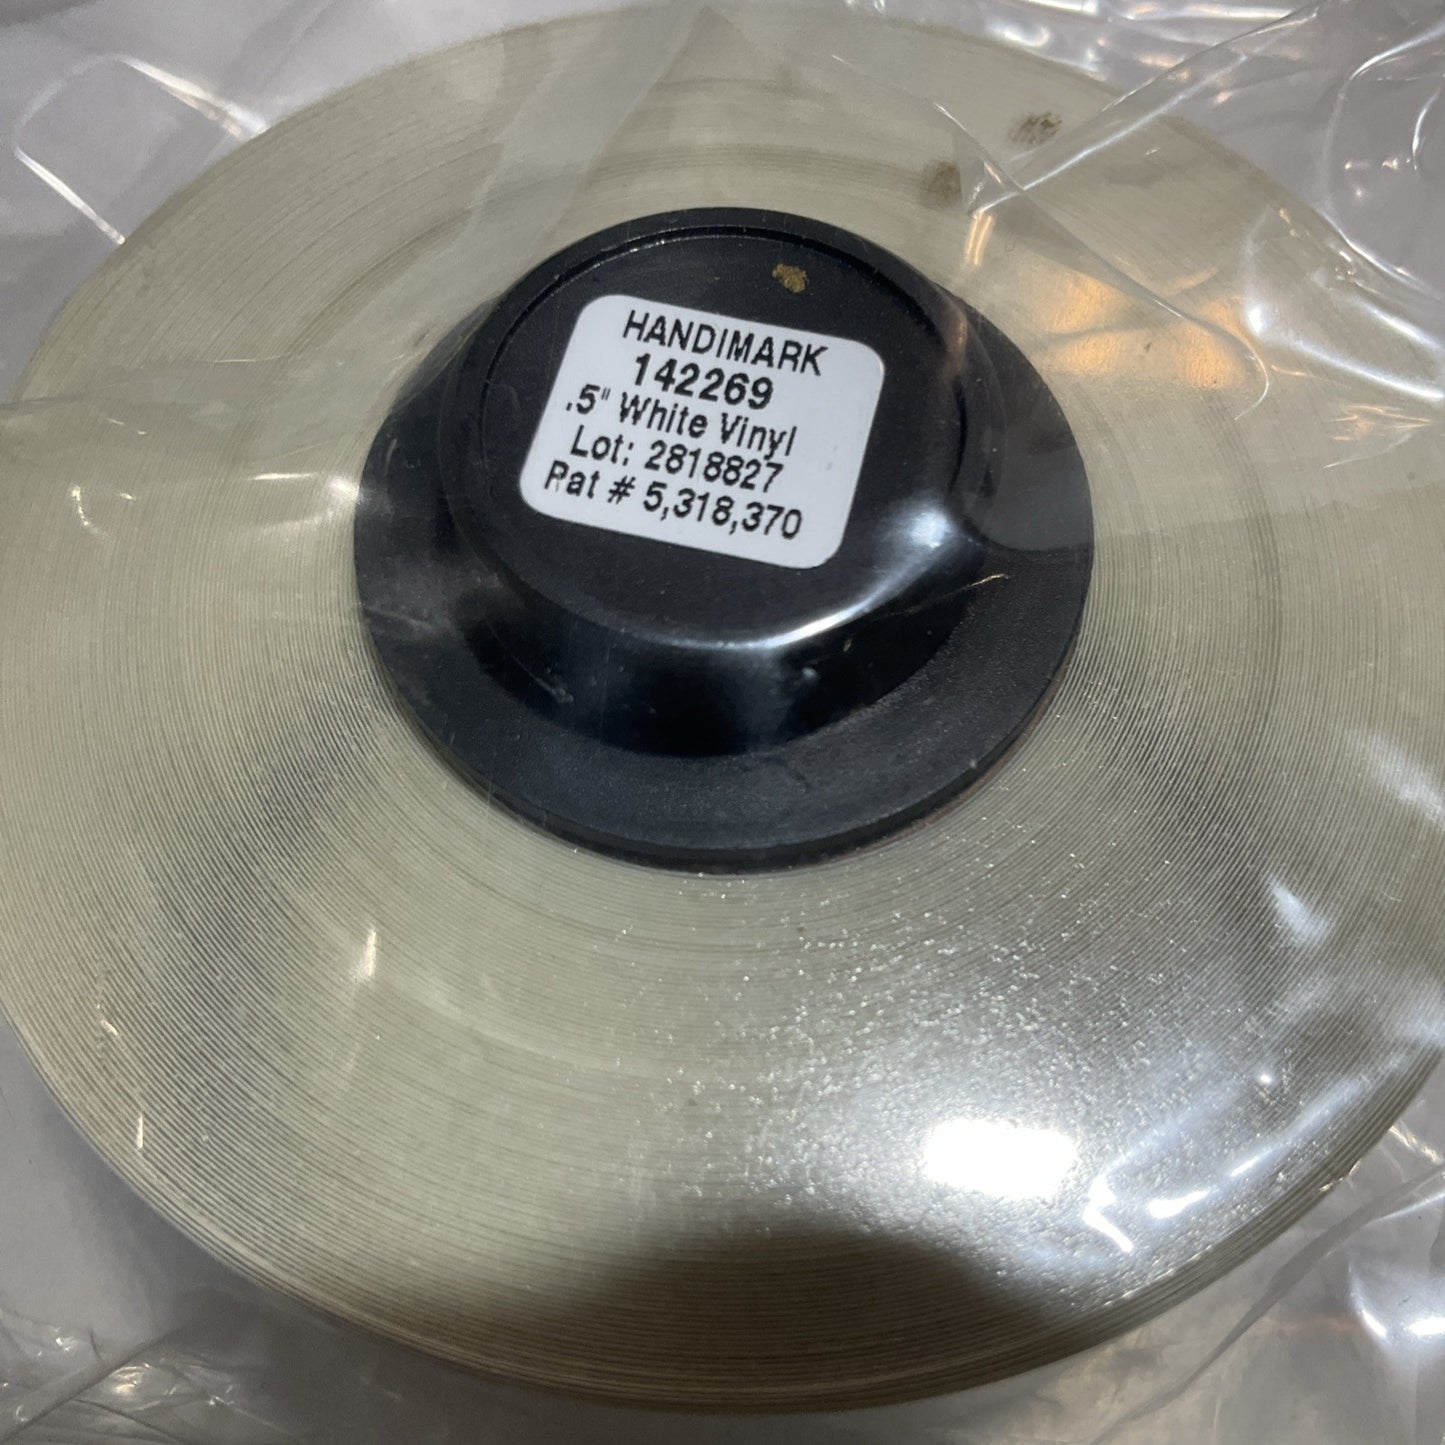 HANDIMARK
142269
.5" White Vinyl
Lot: 2818827
Pat # 5,318,370